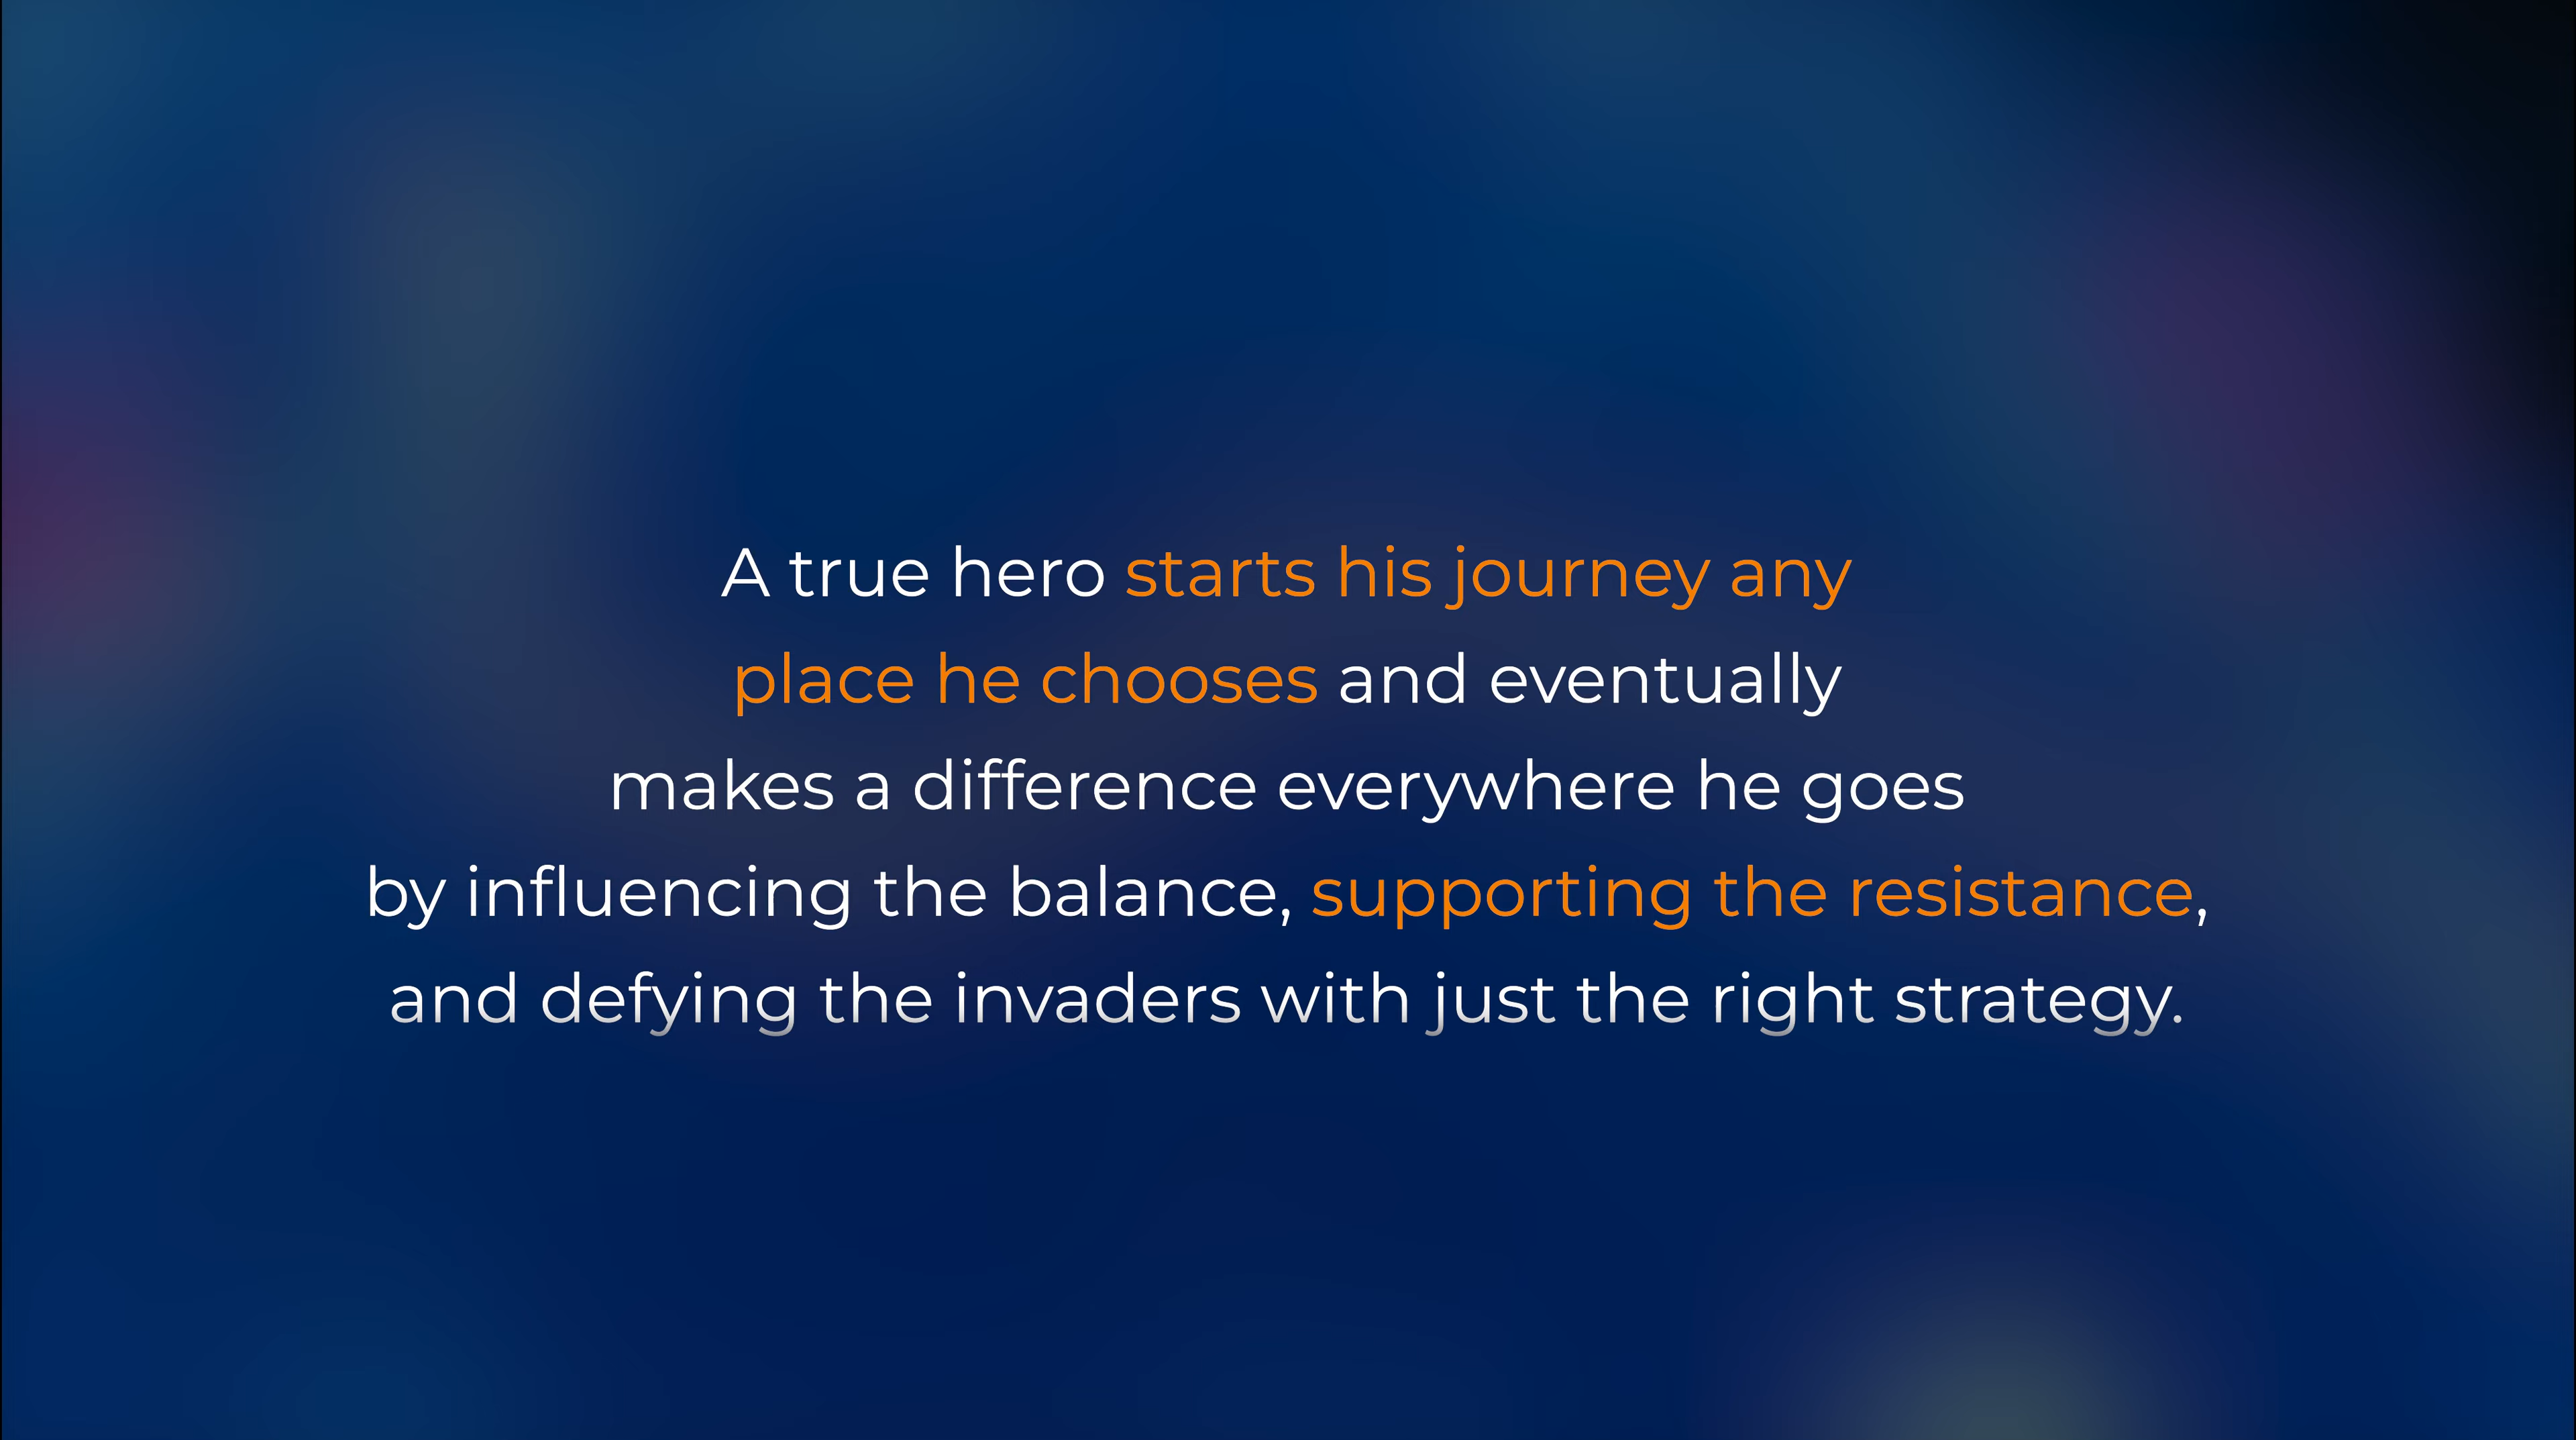 A true hero starts his journey any
place he chooses and eventually
makes a difference everywhere he goes
by influencing the balance, supporting the resistance,
and defying the invaders with just the right strategy.